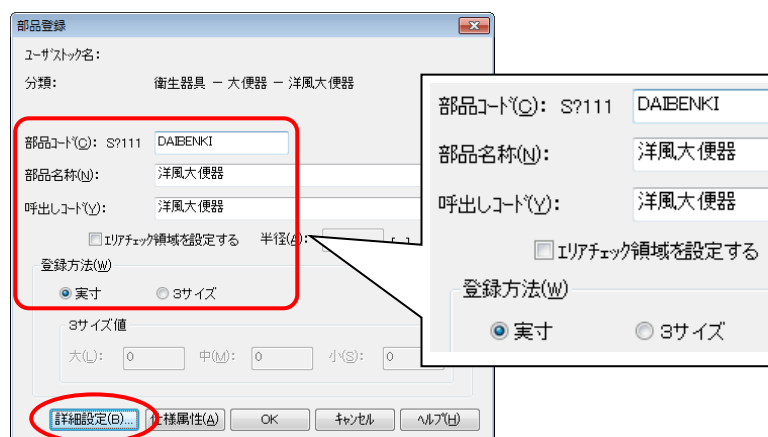 部品登録
ユーザストック名：
分類： 衛生器具 － 大便器 － 洋風大便器
部品コード(C)： S?111 DAIBENKI
部品名称(N)： 洋風大便器
呼出しコード(Y)： 洋風大便器
エリアチェック領域を設定する 半径(A)：
登録方法(W)
実寸 3サイズ
3サイズ値
大(L)： 0 中(M)： 0 小(S)： 0
詳細設定(B)... 仕様属性(A) OK キャンセル ヘルプ(H)
部品コード(C)： S?111 DAIBENKI
部品名称(N)： 洋風大便器
呼出しコード(Y)： 洋風大便器
エリアチェック領域を設定する
登録方法(W)
実寸 3サイズ